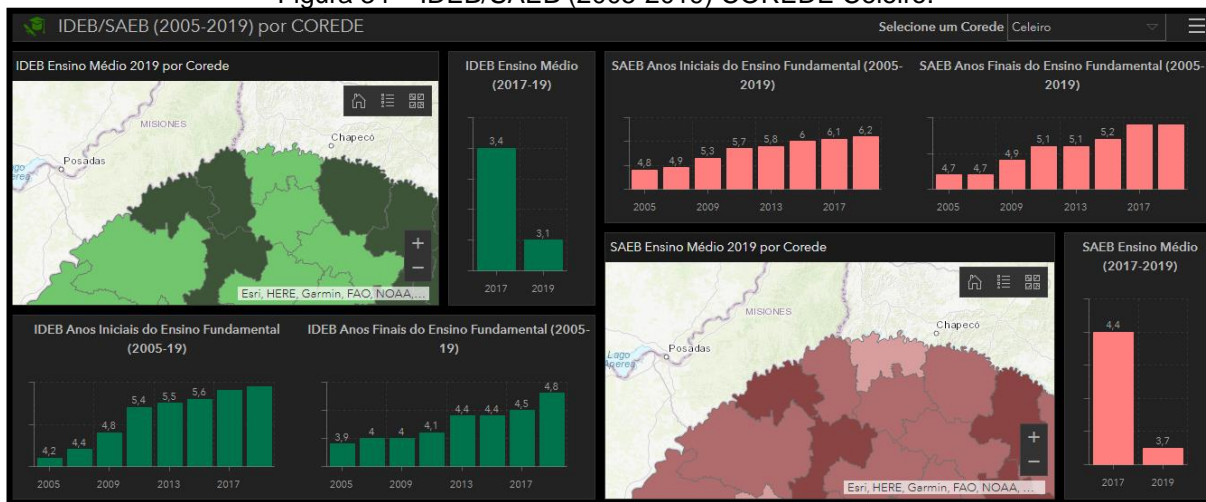 IDEB/SAEB (2005-2019) por COREDE
Selecione um Corede Celeiro
IDEB Ensino Médio 2019 por Corede
MISIONES
Chapecó
Posadas
+
−
Esri, HERE, Garmin, FAO, NOAA,...
IDEB Ensino Médio
(2017-19)
3,4
3,1
2017 2019
SAEB Anos Iniciais do Ensino Fundamental (2005-
2019)
4,8 4,9 5,3 5,7 5,8 6 6,1 6,2
2005 2009 2013 2017
SAEB Anos Finais do Ensino Fundamental (2005-
2019)
4,7 4,7 4,9 5,1 5,1 5,2
2005 2009 2013 2017
IDEB Anos Iniciais do Ensino Fundamental
(2005-19)
4,2 4,4 4,8 5,4 5,5 5,6
2005 2009 2013 2017
IDEB Anos Finais do Ensino Fundamental (2005-
19)
3,9 4 4 4,1 4,4 4,4 4,5 4,8
2005 2009 2013 2017
SAEB Ensino Médio 2019 por Corede
MISIONES
Chapecó
Posadas
Lago
+
−
Esri, HERE, Garmin, FAO, NOAA,...
SAEB Ensino Médio
(2017-2019)
4,4
3,7
2017 2019